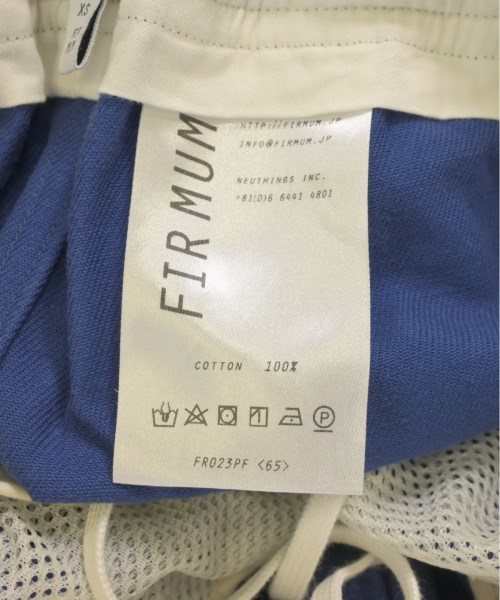 XS
HTTP://FIRMUM.JP
INFO@FIRMUM.JP
NEUTHINGS INC.
+81(0)6 6441 4801
FIRMUM
COTTON 100%
P
FR023PF <65>